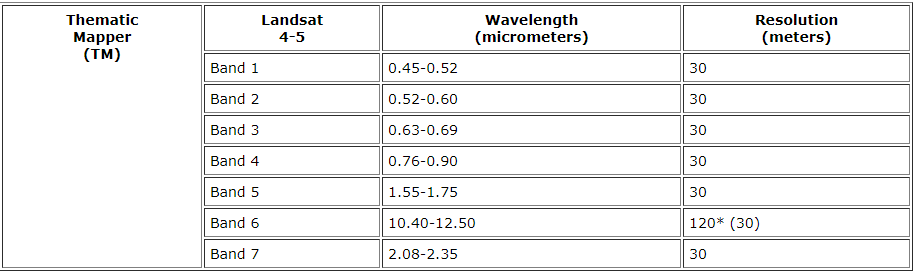 Thematic Mapper (TM) Landsat 4-5 Wavelength (micrometers) Resolution (meters)
Band 1 0.45-0.52 30
Band 2 0.52-0.60 30
Band 3 0.63-0.69 30
Band 4 0.76-0.90 30
Band 5 1.55-1.75 30
Band 6 10.40-12.50 120* (30)
Band 7 2.08-2.35 30